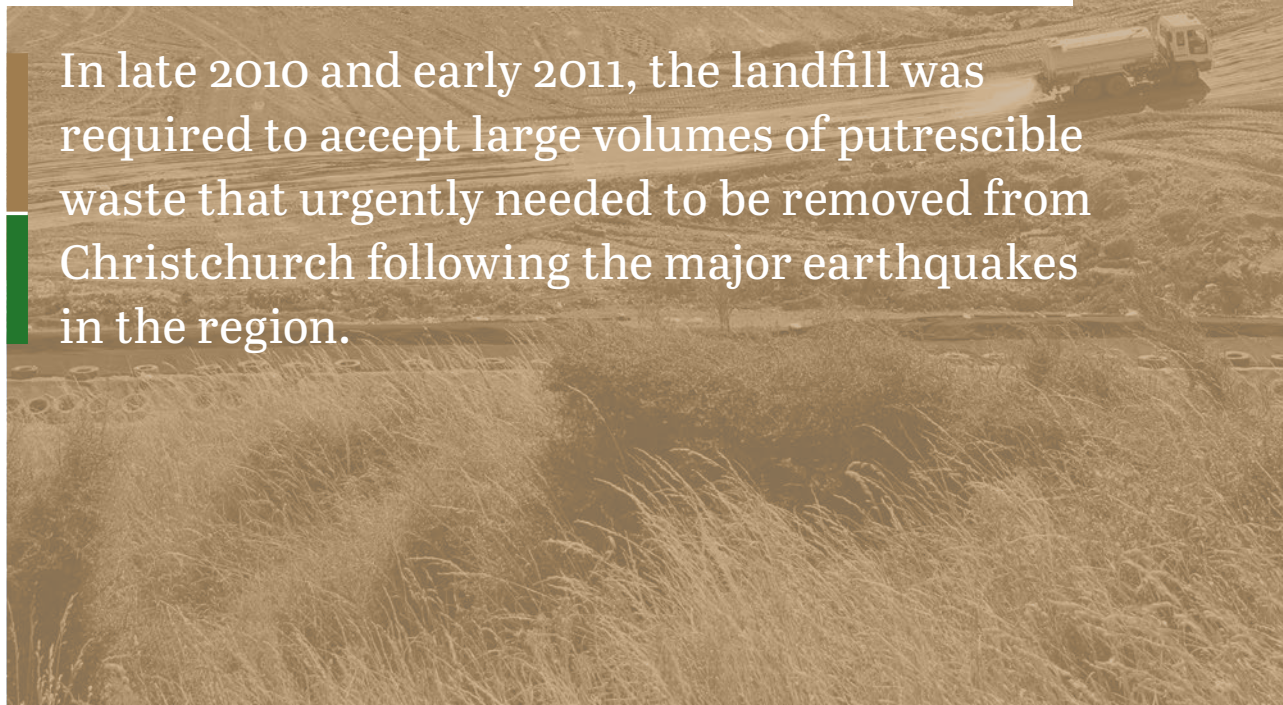 In late 2010 and early 2011, the landfill was
required to accept large volumes of putrescible
waste that urgently needed to be removed from
Christchurch following the major earthquakes
in the region.